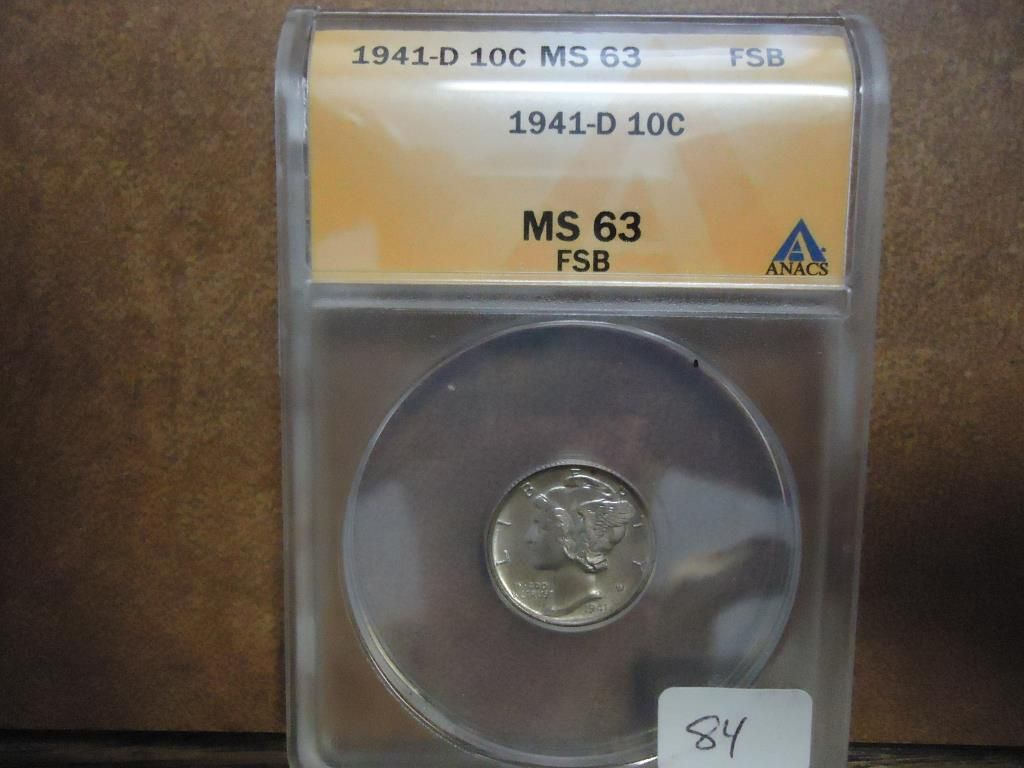 1941-D 10C MS 63 FSB
1941-D 10C
MS 63
FSB
ANACS
LIBERTY
1941
84